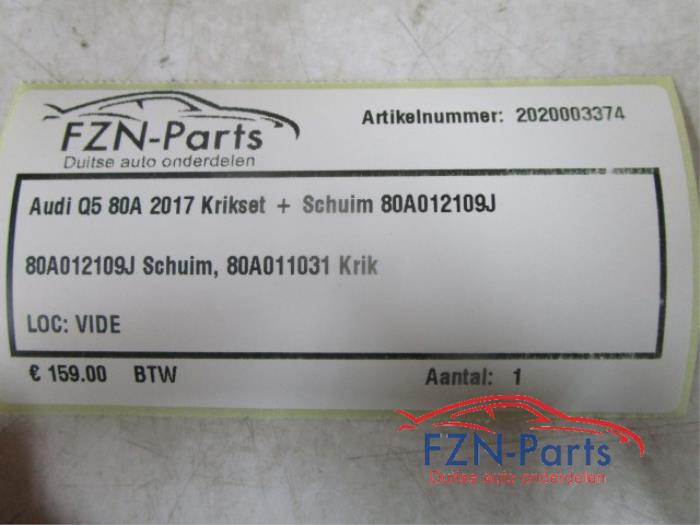 FZN-Parts
Duitse auto onderdelen
Artikelnummer: 2020003374
Audi Q5 80A 2017 Krikset + Schuim 80A012109J
80A012109J Schuim, 80A011031 Krik
LOC: VIDE
€ 159.00 BTW Aantal: 1
FZN-Parts
Duitse auto onderdelen